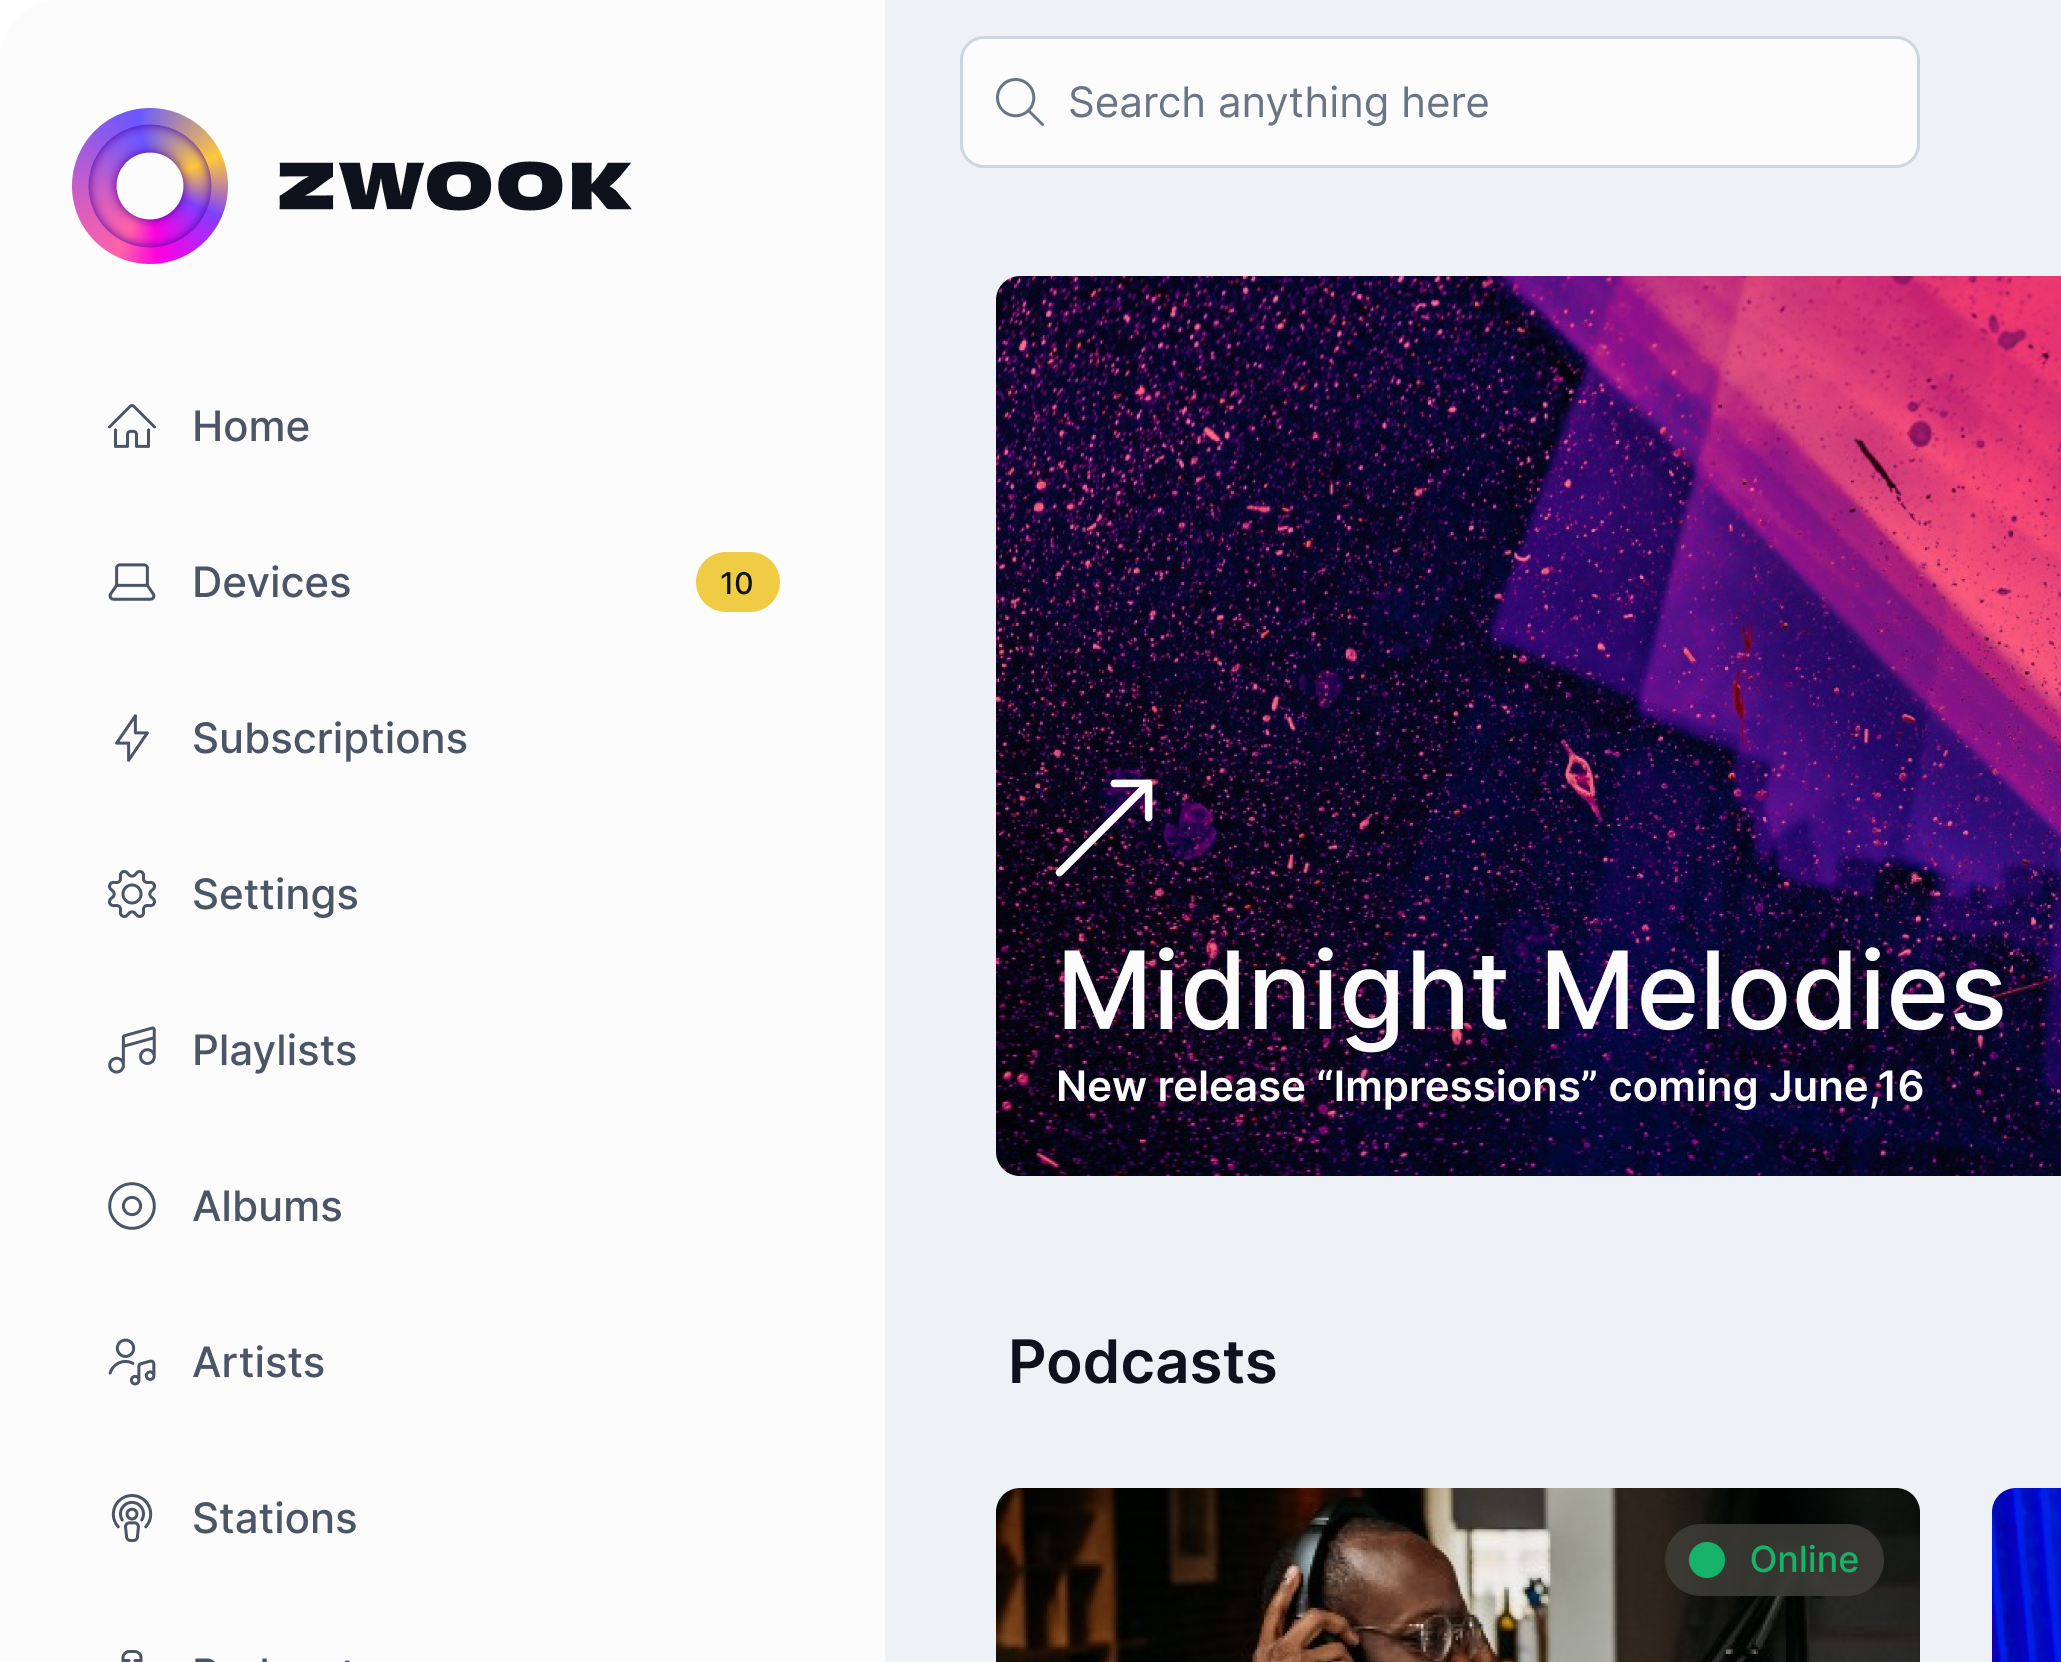 ZWOOK
Home
Devices
10
Subscriptions
Settings
Playlists
Albums
Artists
Stations
Search anything here
Midnight Melodies
New release “Impressions” coming June,16
Podcasts
Online